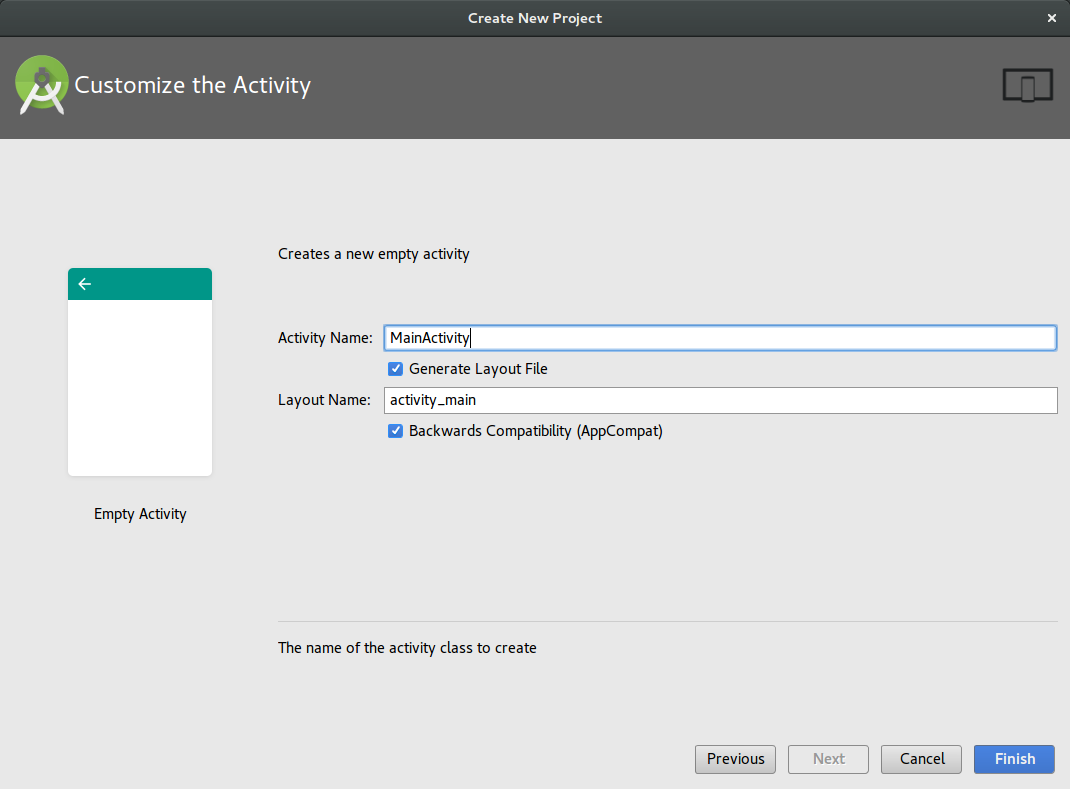 Create New Project
Customize the Activity
Creates a new empty activity
Activity Name: MainActivity
Generate Layout File
Layout Name: activity_main
Backwards Compatibility (AppCompat)
Empty Activity
The name of the activity class to create
Previous Next Cancel Finish